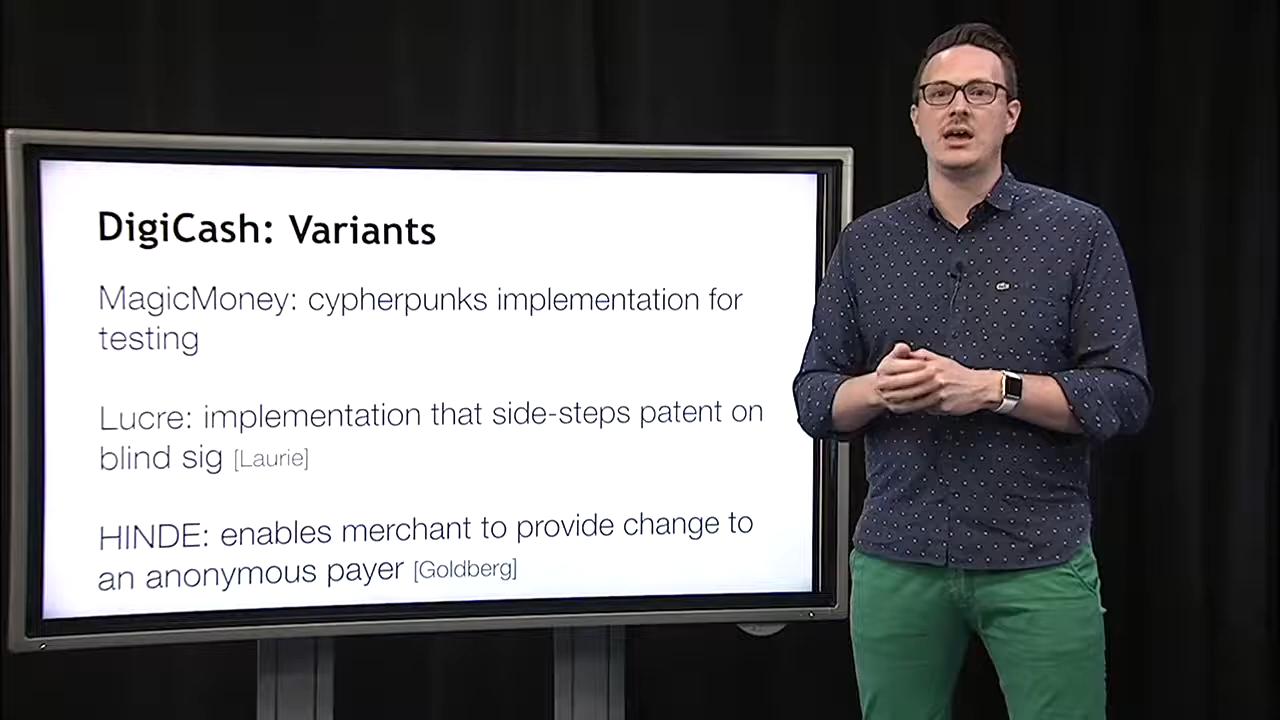 DigiCash: Variants
MagicMoney: cypherpunks implementation for
testing
Lucre: implementation that side-steps patent on
blind sig [Laurie]
HINDE: enables merchant to provide change to
an anonymous payer [Goldberg]